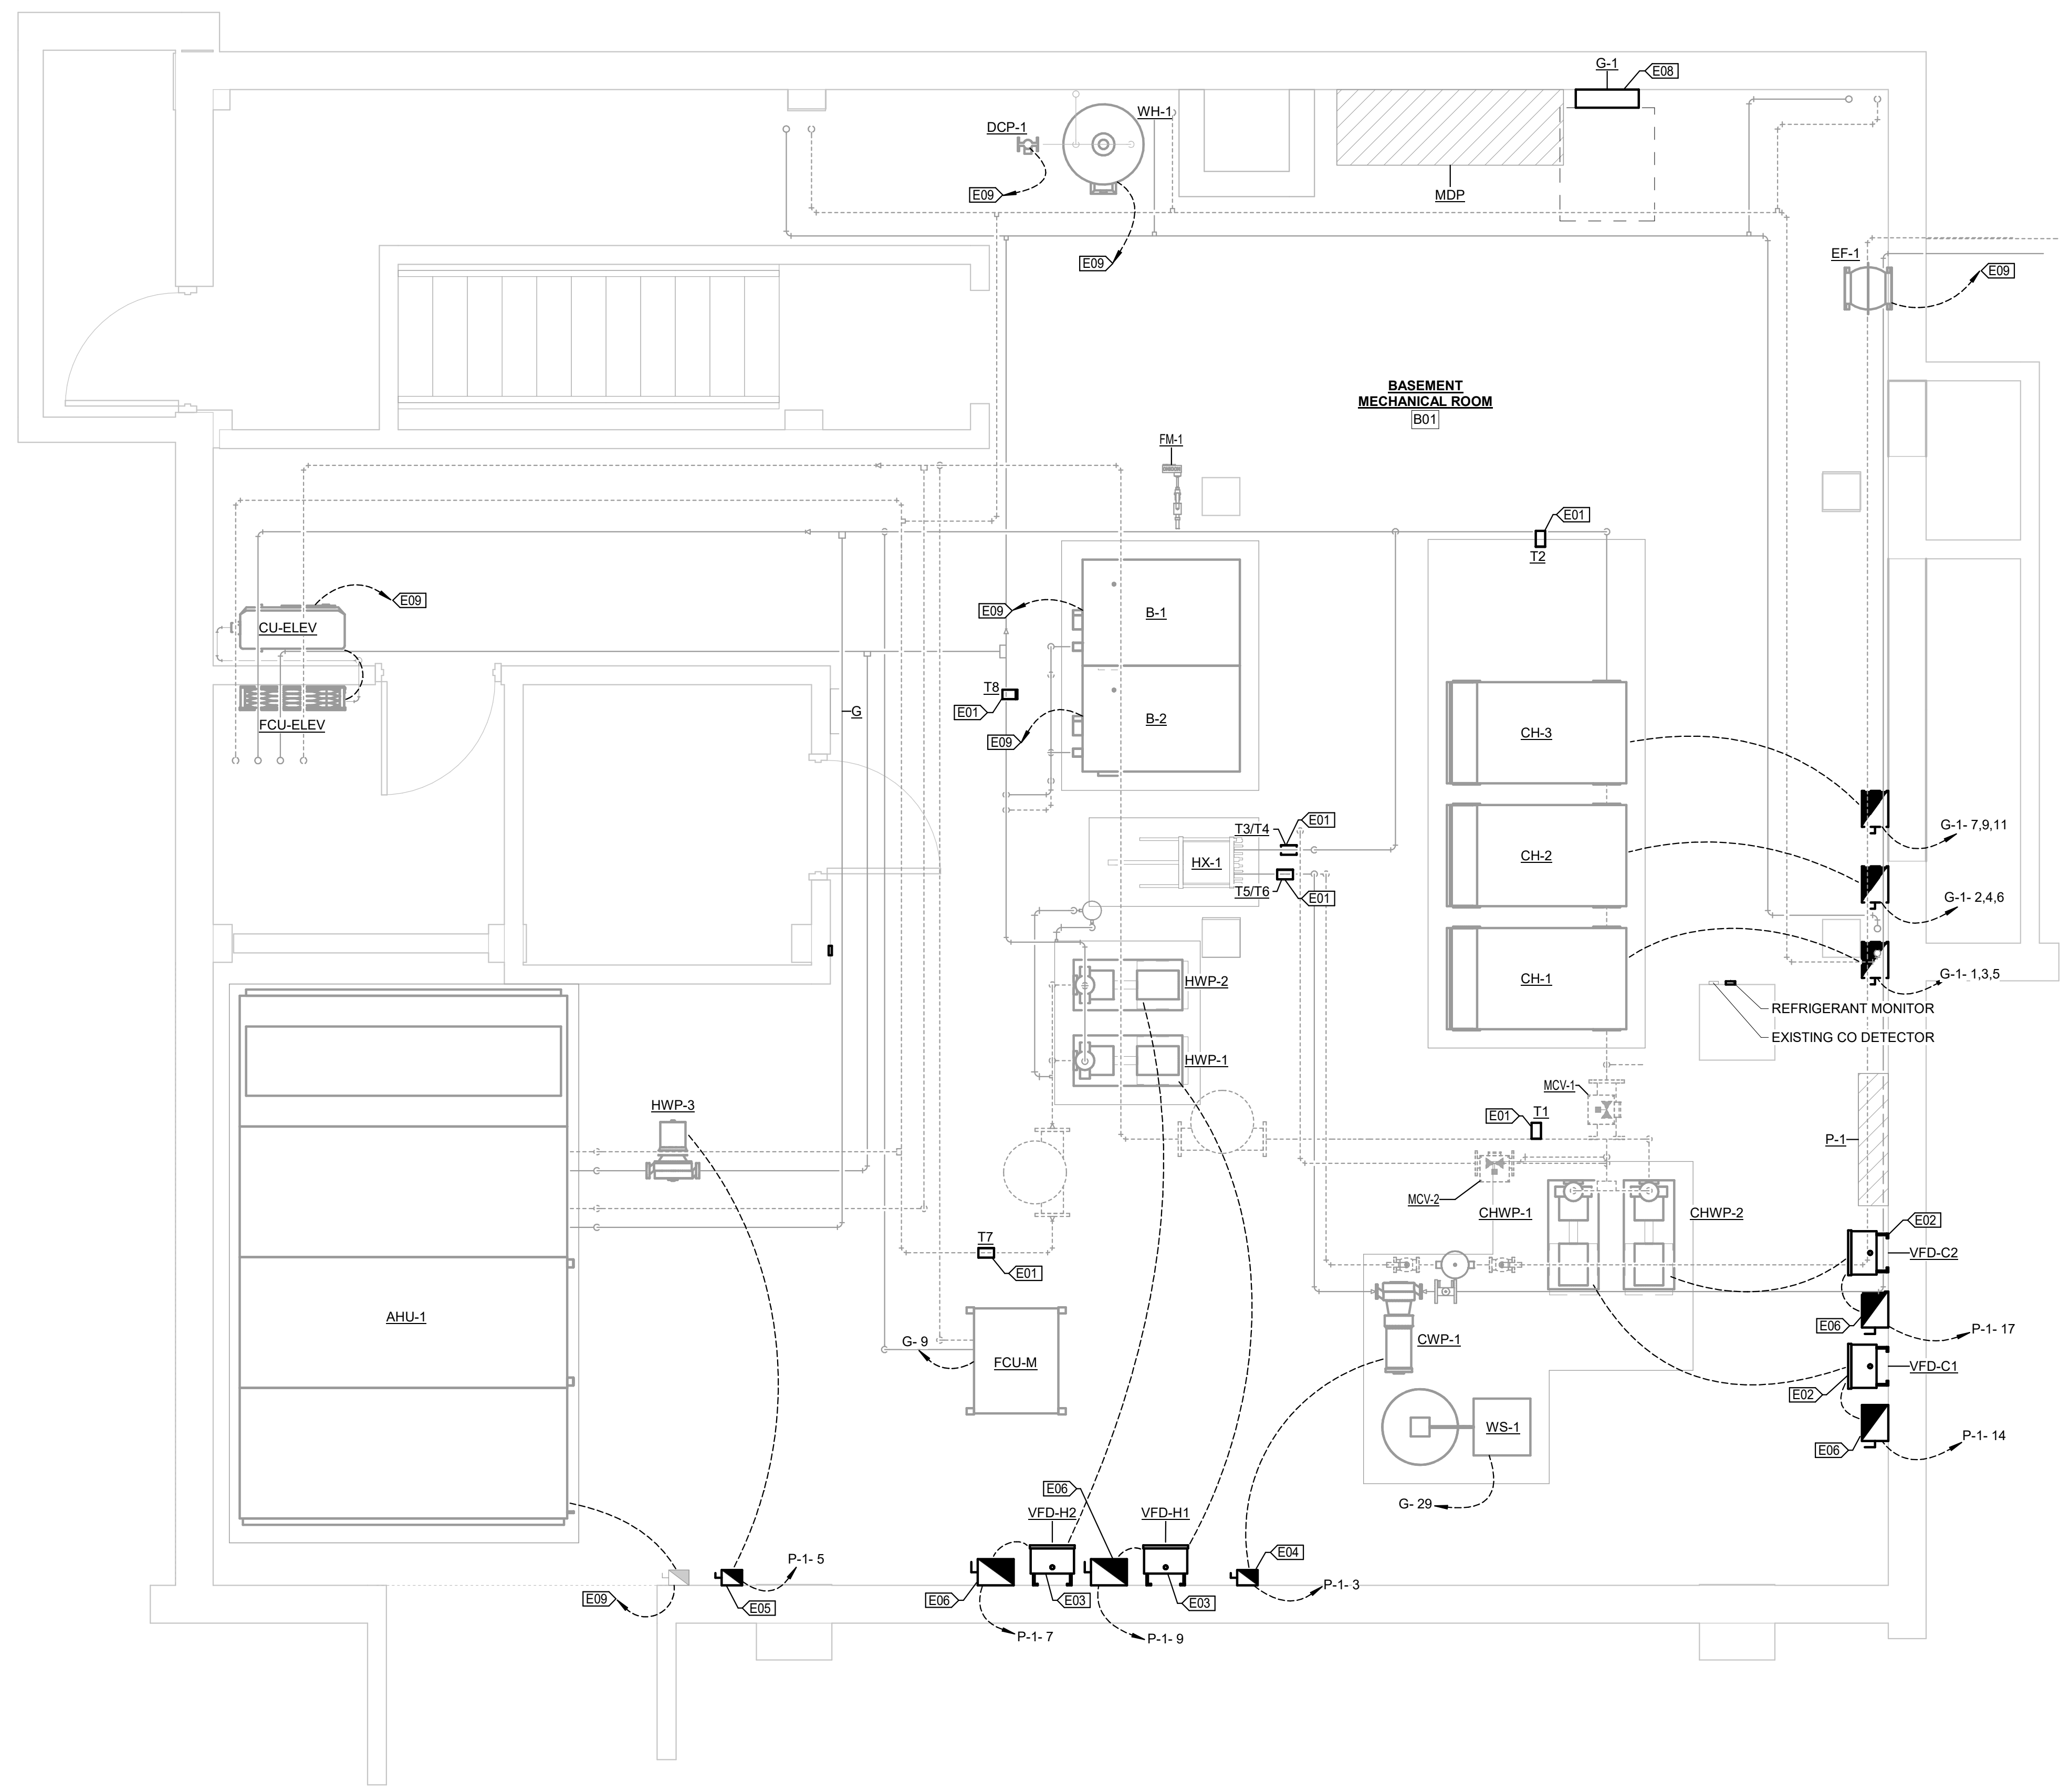 G-1
E08
WH-1
DCP-1
E09
MDP
E09
EF-1
E09
BASEMENT
MECHANICAL ROOM
B01
FM-1
E01
T2
E09
CU-ELEV
FCU-ELEV
E09
B-1
T8
E01
G
B-2
E09
CH-3
T3/T4
E01
HX-1
T5/T6
E01
CH-2
G-1- 7,9,11
G-1- 2,4,6
CH-1
G-1- 1,3,5
HWP-2
REFRIGERANT MONITOR
EXISTING CO DETECTOR
HWP-1
MCV-1
HWP-3
E01
T1
P-1
MCV-2
CHWP-1
CHWP-2
E02
VFD-C2
T7
E01
AHU-1
G- 9
FCU-M
CWP-1
E06
P-1- 17
VFD-C1
E02
WS-1
P-1- 14
E06
E06
G- 29
VFD-H2
VFD-H1
P-1- 5
E04
P-1- 3
E09
E05
E06
E03
E03
P-1- 7
P-1- 9